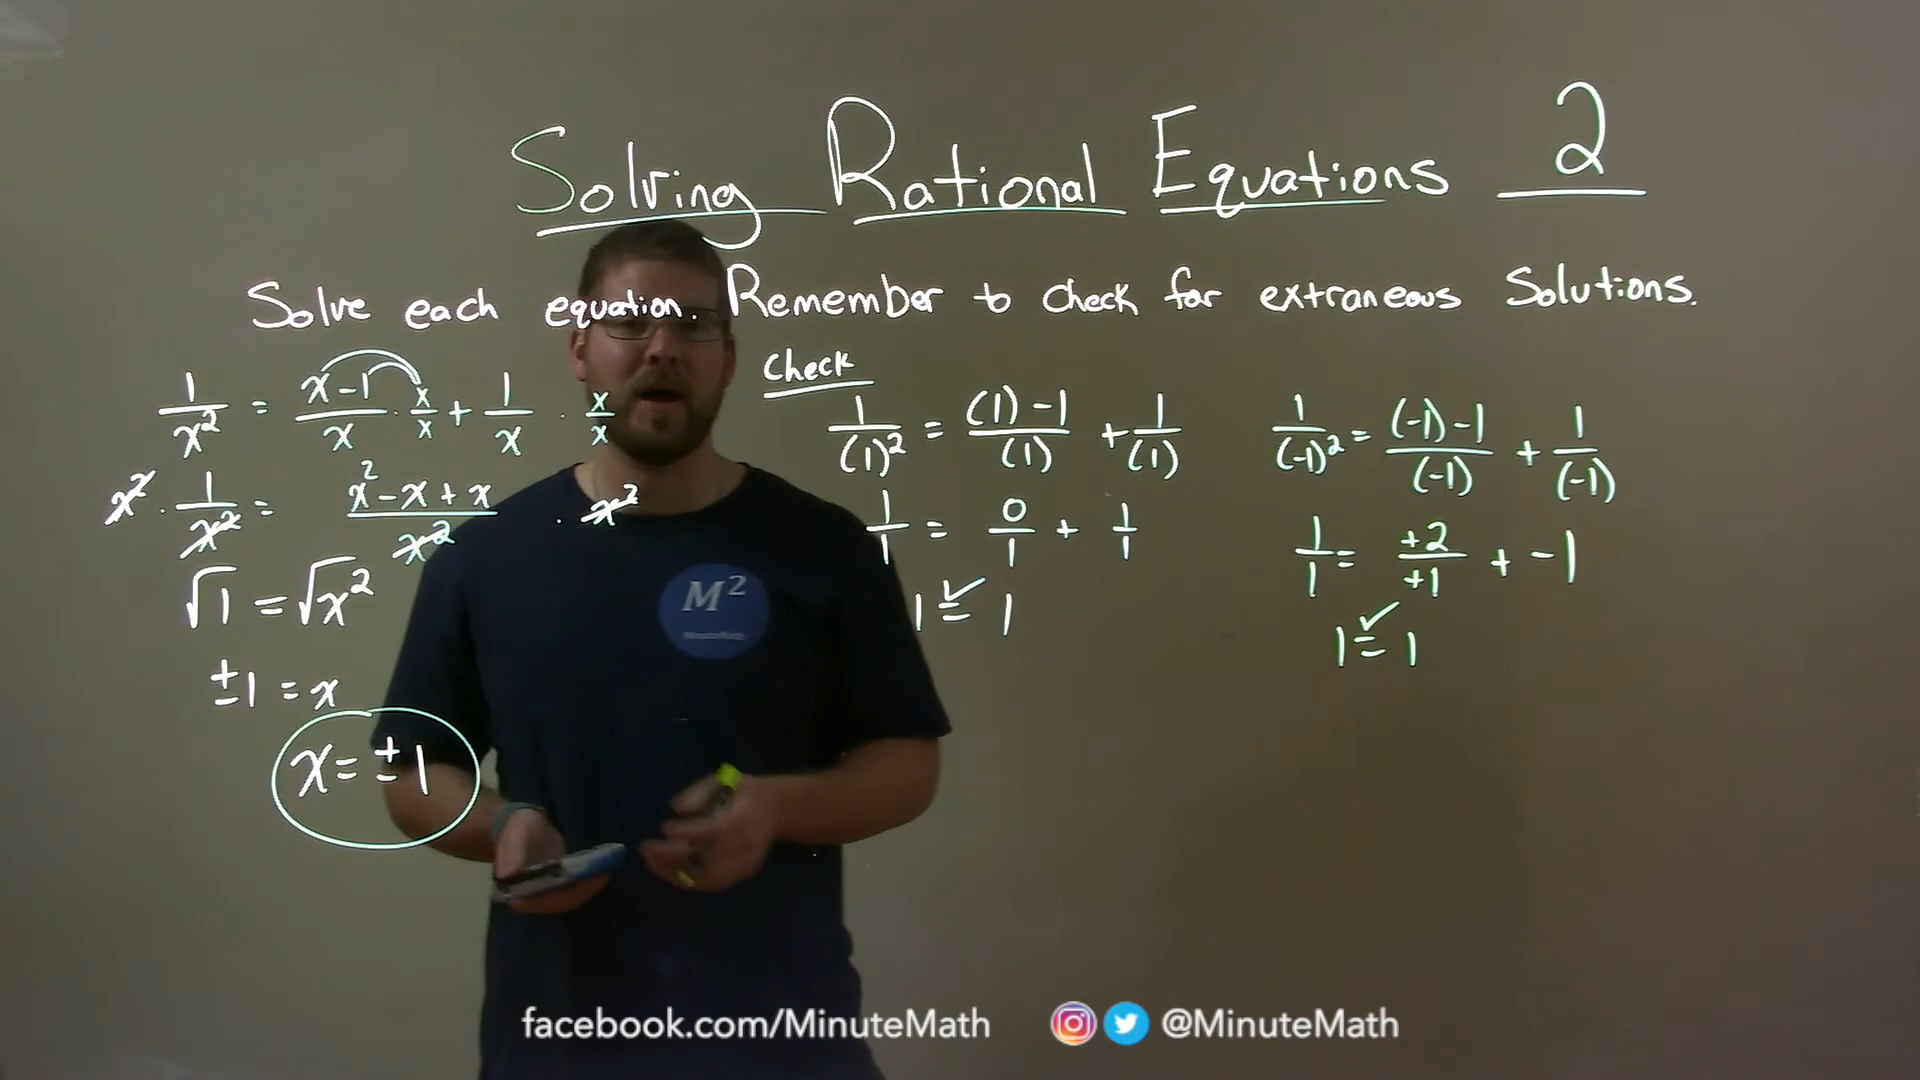 Solving Rational Equations 2
Solve each equation. Remember to check for extraneous Solutions.
1/x² = x-1/x · x/x + 1/x · x/x
x² · 1/x² = x²-x+x/x² · x²
√1 = √x²
±1 = x
x = ±1
Check
1/(1)² = (1)-1/(1) + 1/(1)
1/1 = 0/1 + 1/1
1 = 1 ✓
1/(-1)² = (-1)-1/(-1) + 1/(-1)
1/1 = +2/+1 + -1
1 = 1 ✓
M²
MinuteMath
facebook.com/MinuteMath @MinuteMath